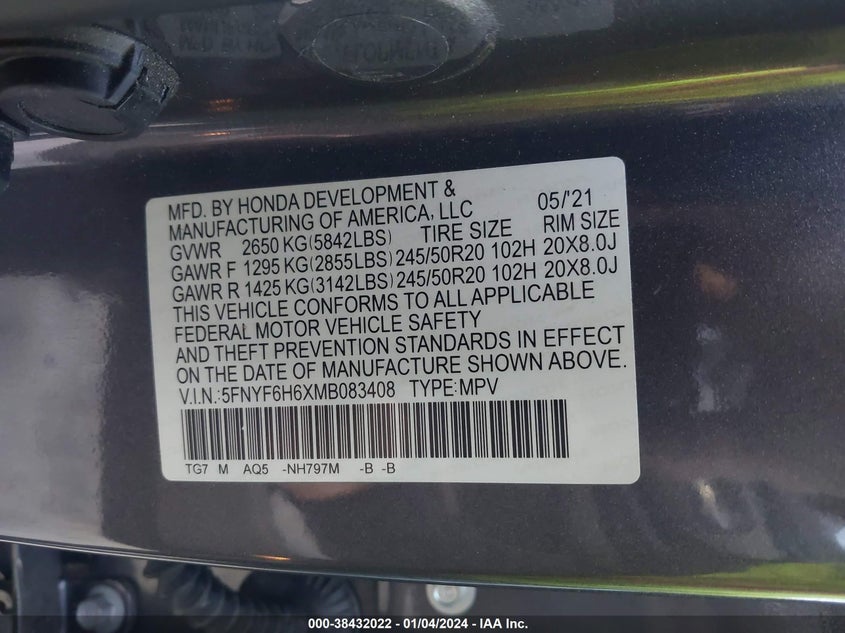 MFD. BY HONDA DEVELOPMENT & 05/'21
MANUFACTURING OF AMERICA, LLC
GVWR 2650 KG(5842LBS) TIRE SIZE RIM SIZE
GAWR F 1295 KG(2855LBS) 245/50R20 102H 20X8.0J
GAWR R 1425 KG(3142LBS) 245/50R20 102H 20X8.0J
THIS VEHICLE CONFORMS TO ALL APPLICABLE
FEDERAL MOTOR VEHICLE SAFETY
AND THEFT PREVENTION STANDARDS IN EFFECT
ON THE DATE OF MANUFACTURE SHOWN ABOVE.
V.I.N.:5FNYF6H6XMB083408 TYPE:MPV
TG7 M AQ5 -NH797M -B -B
000-38432022 - 01/04/2024 - IAA Inc.